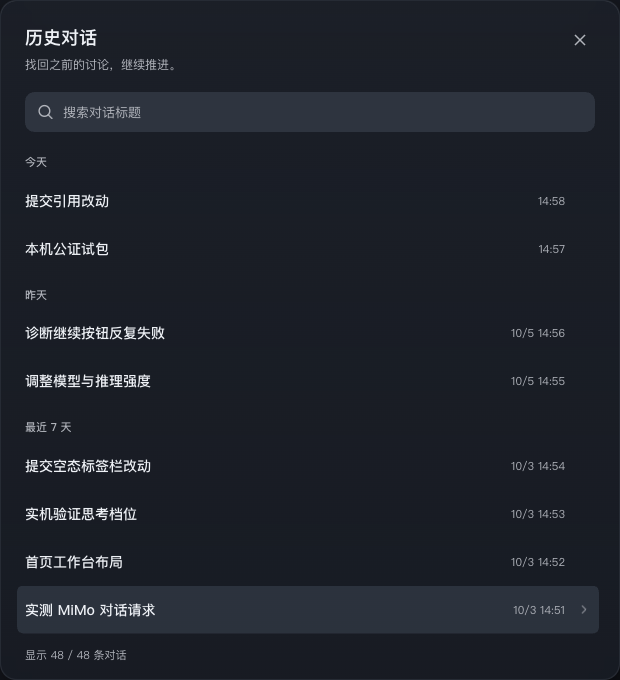 历史对话
找回之前的讨论，继续推进。
搜索对话标题
今天
提交引用改动 14:58
本机公证试包 14:57
昨天
诊断继续按钮反复失败 10/5 14:56
调整模型与推理强度 10/5 14:55
最近 7 天
提交空态标签栏改动 10/3 14:54
实机验证思考档位 10/3 14:53
首页工作台布局 10/3 14:52
实测 MiMo 对话请求 10/3 14:51
显示 48 / 48 条对话